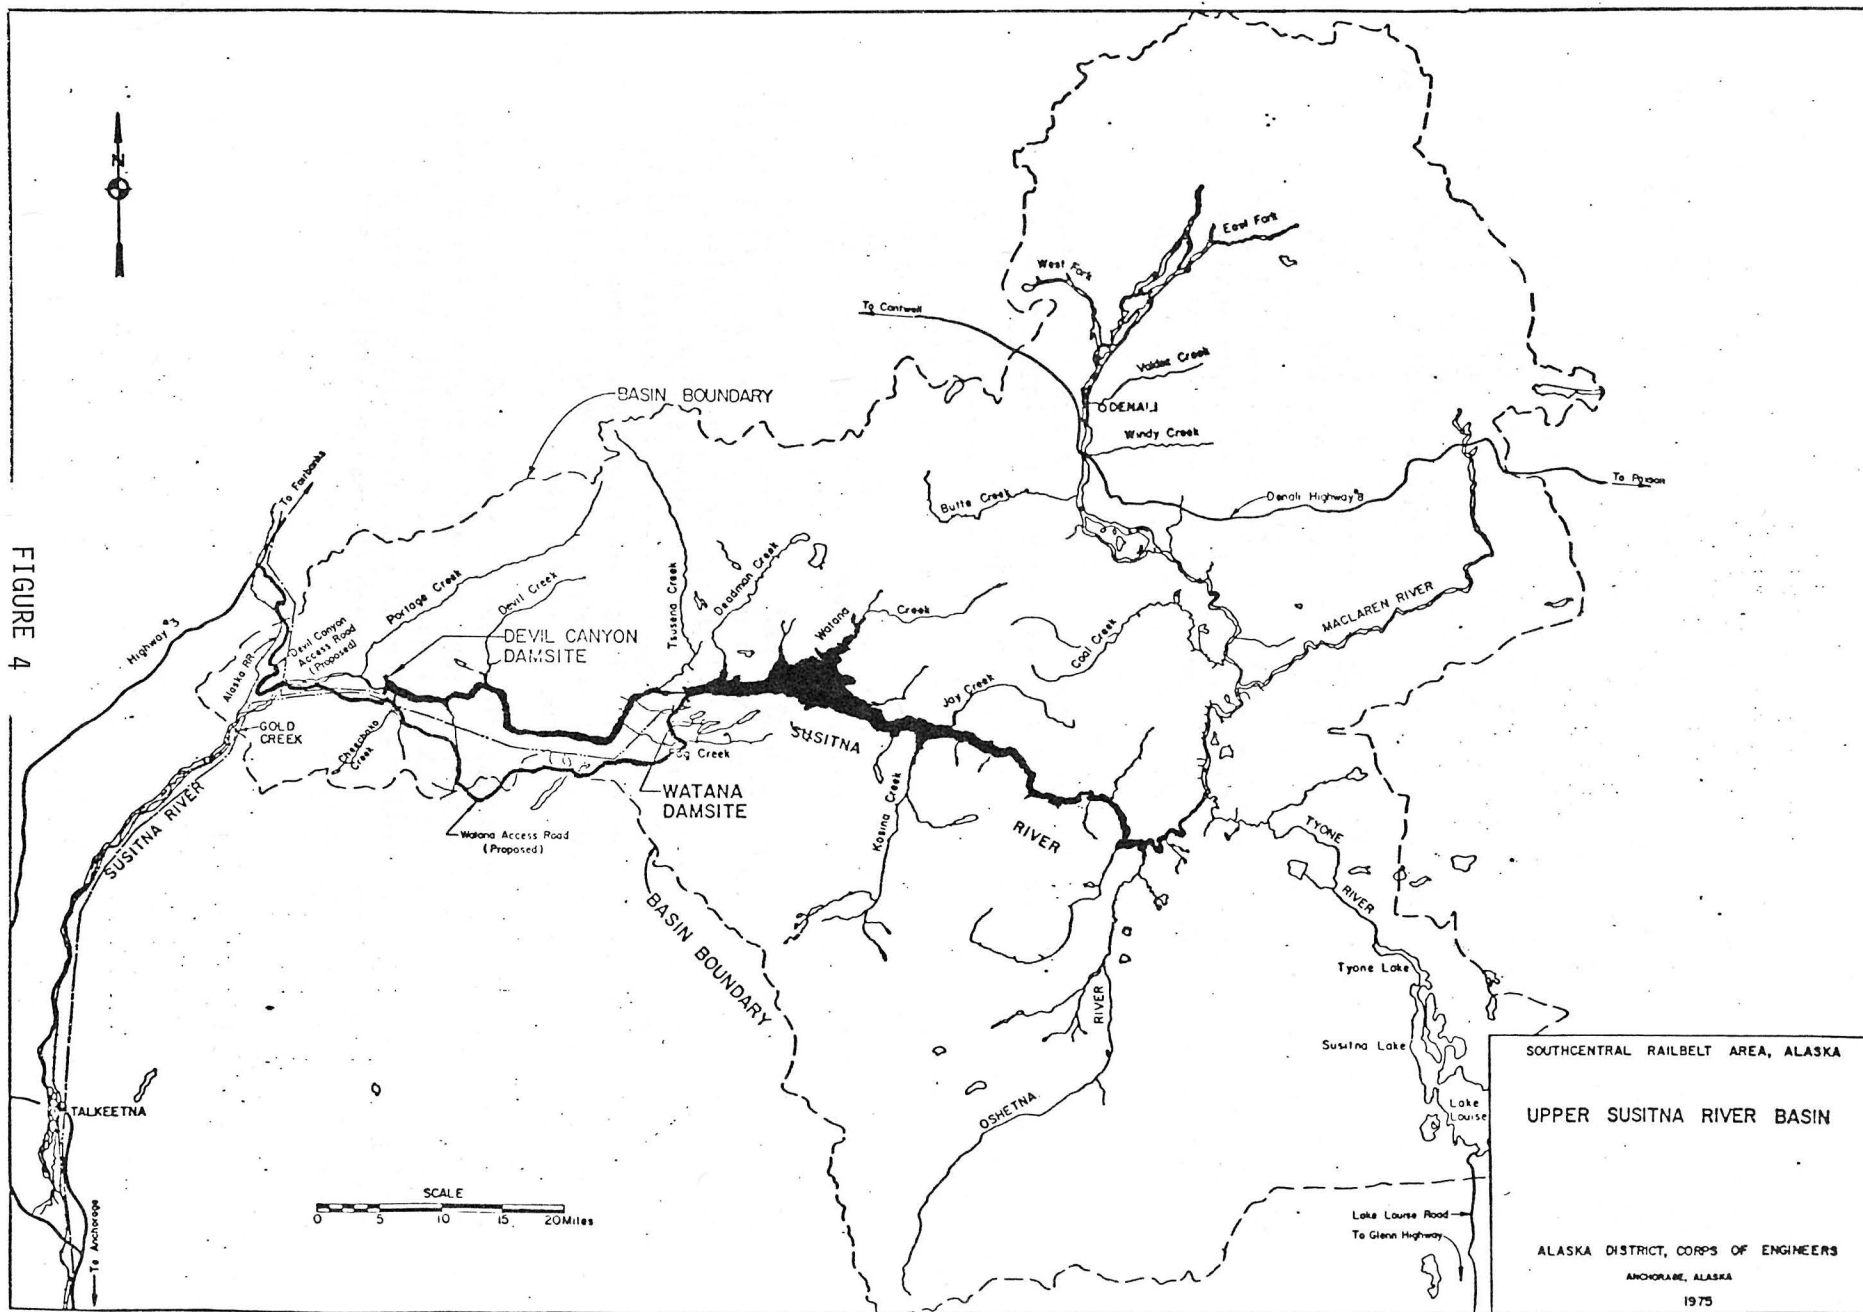 FIGURE 4
N
To Cantwell
West Fork
East Fork
Valdez Creek
DENALI
Windy Creek
BASIN BOUNDARY
Butte Creek
Denali Highway #8
To Paxson
To Fairbanks
Highway #3
Alaska RR
Devil Canyon
Access Road
(Proposed)
Portage Creek
Devil Creek
DEVIL CANYON
DAMSITE
Tsusena Creek
Deadman Creek
Watana
Creek
Coal Creek
MACLAREN RIVER
Jay Creek
GOLD
CREEK
Cheechako
Creek
Fog Creek
WATANA
DAMSITE
SUSITNA
RIVER
Kosina Creek
Watana Access Road
(Proposed)
SUSITNA RIVER
BASIN BOUNDARY
TYONE
RIVER
Tyone Lake
Susitna Lake
Lake
Louise
OSHETNA
RIVER
TALKEETNA
To Anchorage
SCALE
0 5 10 15 20 Miles
Lake Louise Road
To Glenn Highway
SOUTHCENTRAL RAILBELT AREA, ALASKA
UPPER SUSITNA RIVER BASIN
ALASKA DISTRICT, CORPS OF ENGINEERS
ANCHORAGE, ALASKA
1975